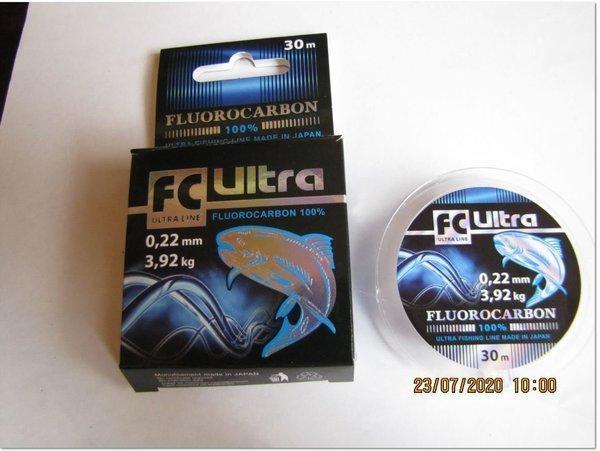 30 m
FLUOROCARBON
100%
ULTRA FISHING LINE MADE IN JAPAN
FC Ultra
ULTRA LINE
FLUOROCARBON 100%
0,22 mm
3,92 kg
Monofilament made in JAPAN
FC Ultra
ULTRA LINE
0,22 mm
3,92 kg
FLUOROCARBON
100%
ULTRA FISHING LINE MADE IN JAPAN
30 m
23/07/2020 10:00